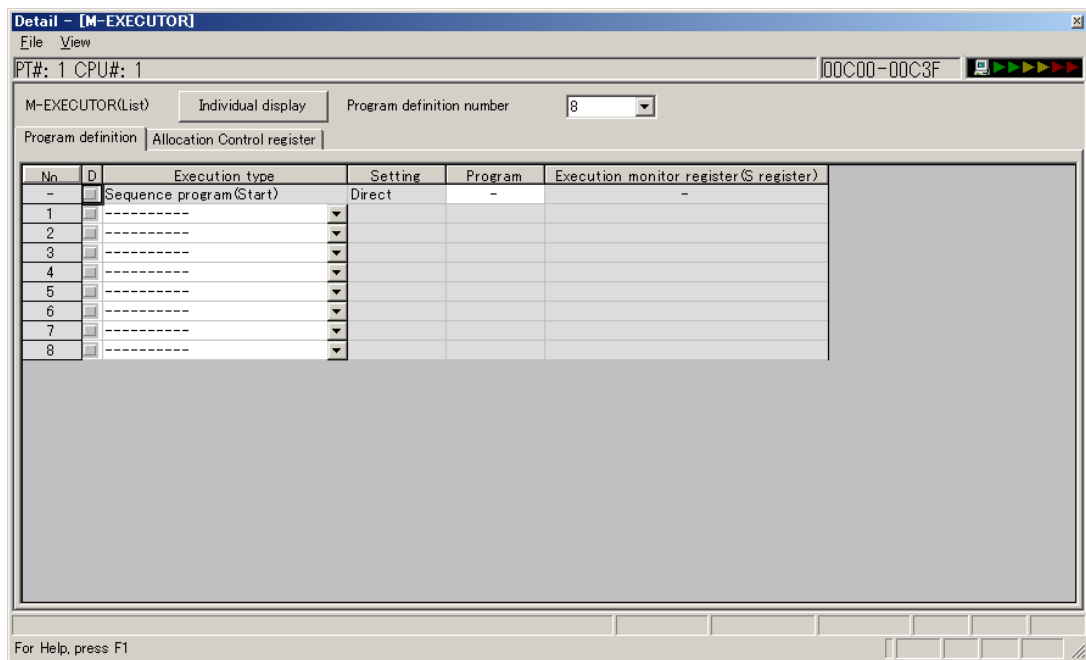 Detail - [M-EXECUTOR]
File View
PT#: 1 CPU#: 1 00C00-00C3F
M-EXECUTOR(List) Individual display Program definition number 8
Program definition Allocation Control register
No D Execution type Setting Program Execution monitor register(S register)
- Sequence program(Start) Direct - -
1 ----------
2 ----------
3 ----------
4 ----------
5 ----------
6 ----------
7 ----------
8 ----------
For Help, press F1